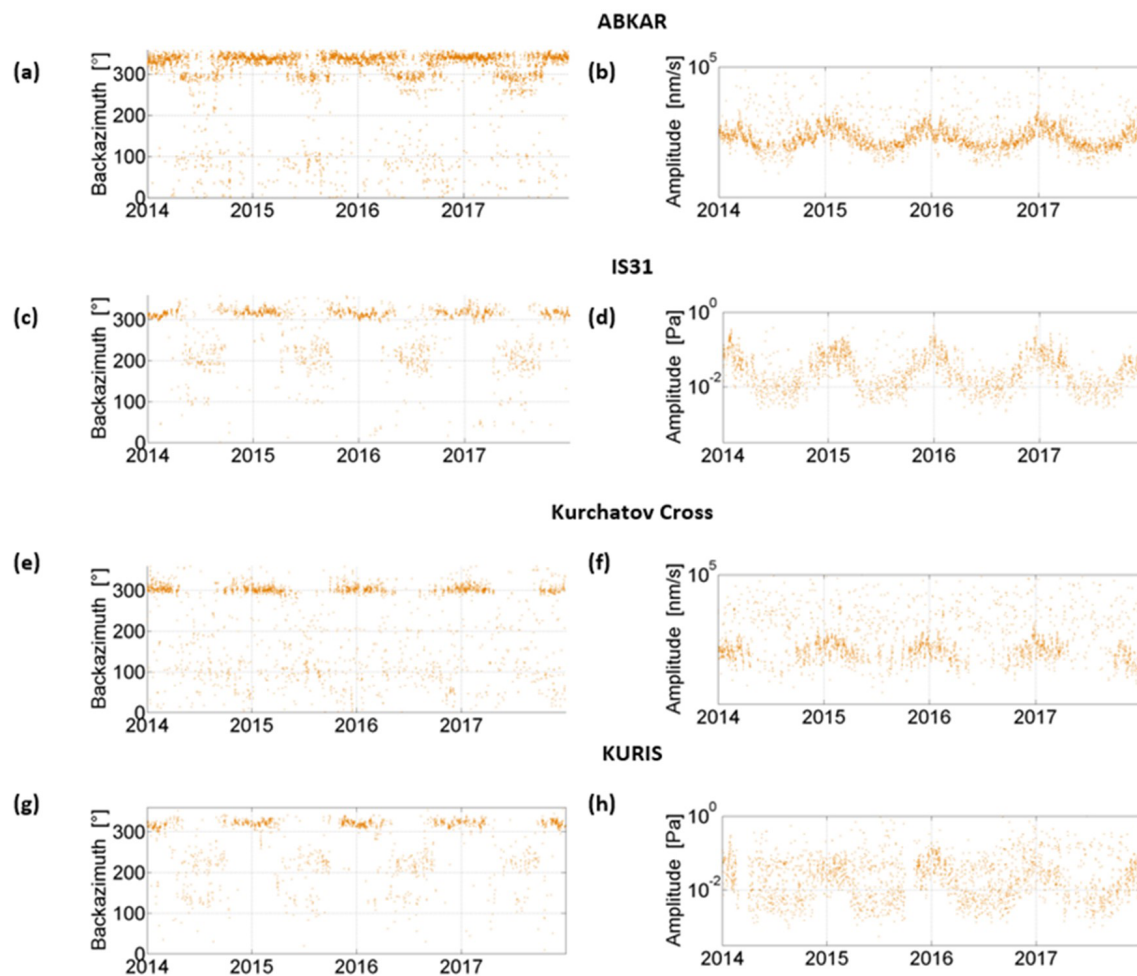 ABKAR
(a)
Backazimuth [°]
300
200
100
0
2014 2015 2016 2017
(b)
Amplitude [nm/s]
10^5
2014 2015 2016 2017
IS31
(c)
Backazimuth [°]
300
200
100
0
2014 2015 2016 2017
(d)
Amplitude [Pa]
10^0
10^-2
2014 2015 2016 2017
Kurchatov Cross
(e)
Backazimuth [°]
300
200
100
0
2014 2015 2016 2017
(f)
Amplitude [nm/s]
10^5
2014 2015 2016 2017
KURIS
(g)
Backazimuth [°]
300
200
100
0
2014 2015 2016 2017
(h)
Amplitude [Pa]
10^0
10^-2
2014 2015 2016 2017